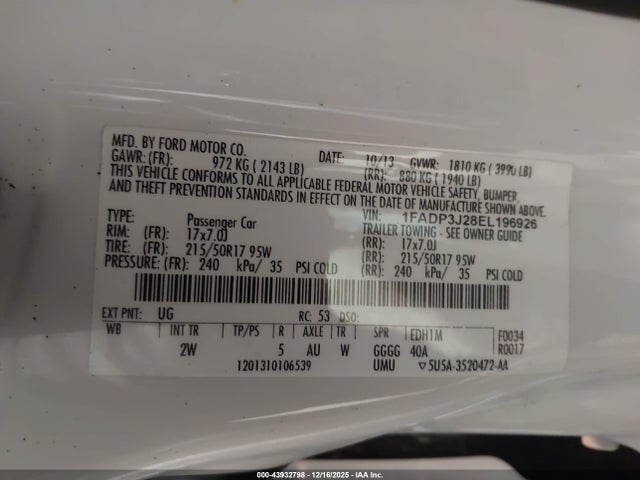 MFD. BY FORD MOTOR CO.
DATE: 10/13 GVWR: 1810 KG ( 3990 LB)
GAWR: (FR): 972 KG ( 2143 LB) (RR): 880 KG ( 1940 LB)
THIS VEHICLE CONFORMS TO ALL APPLICABLE FEDERAL MOTOR VEHICLE SAFETY, BUMPER,
AND THEFT PREVENTION STANDARDS IN EFFECT ON THE DATE OF MANUFACTURE SHOWN ABOVE.
VIN: 1FADP3J28EL196926
TYPE: Passenger Car TRAILER TOWING - SEE OWNER GUIDE
RIM: (FR): 17x7.0J (RR): 17x7.0J
TIRE: (FR): 215/50R17 95W (RR): 215/50R17 95W
PRESSURE: (FR): 240 kPa/ 35 PSI COLD (RR): 240 kPa/ 35 PSI COLD
EXT PNT: UG RC: 53 DSO:
WB INT TR TP/PS R AXLE TR SPR EDH1M F0034
2W 5 AU W GGGG 40A R0017
1201310106539 UMU ▽5U5A-3520472-AA
000-43932798 - 12/16/2025 - IAA Inc.